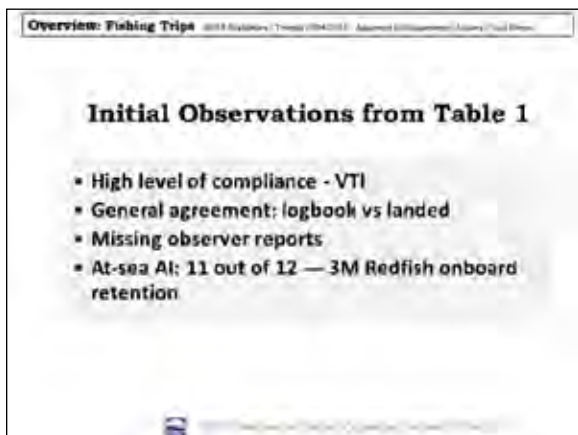 Overview: Fishing Trips
Initial Observations from Table 1
▪ High level of compliance - VTI
▪ General agreement: logbook vs landed
▪ Missing observer reports
▪ At-sea AI: 11 out of 12 — 3M Redfish onboard
retention